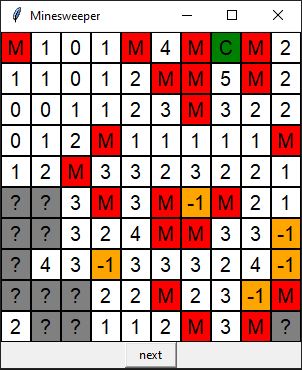 Minesweeper
M 1 0 1 M 4 M C M 2
1 1 0 1 2 M M 5 M 2
0 0 1 1 2 3 M 3 2 2
0 1 2 M 1 1 1 1 1 M
1 2 M 3 3 2 3 2 2 1
? ? 3 M 3 M -1 M 2 1
? ? 3 2 4 M M 3 3 -1
? 4 3 -1 3 3 3 2 4 -1
? ? ? 2 2 M 2 3 -1 M
2 ? ? 1 1 2 M 3 M ?
next